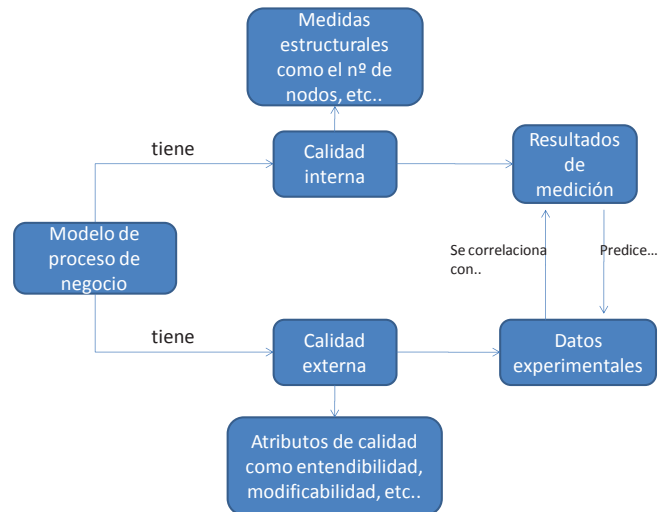 Medidas
estructurales
como el nº de
nodos, etc..
tiene
Calidad
interna
Resultados
de
medición
Modelo de
proceso de
negocio
Se correlaciona
con..
Predice…
tiene
Calidad
externa
Datos
experimentales
Atributos de calidad
como entendibilidad,
modificabilidad, etc..